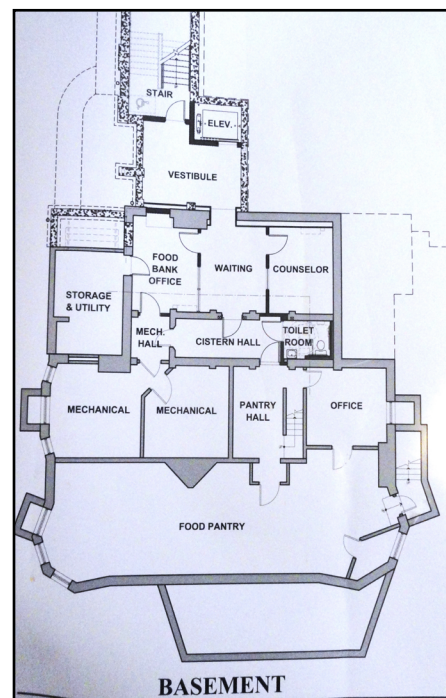 STAIR
ELEV.
VESTIBULE
FOOD
BANK
OFFICE
WAITING
COUNSELOR
STORAGE
& UTILITY
MECH.
HALL
CISTERN HALL
TOILET
ROOM
MECHANICAL
MECHANICAL
PANTRY
HALL
OFFICE
FOOD PANTRY
BASEMENT